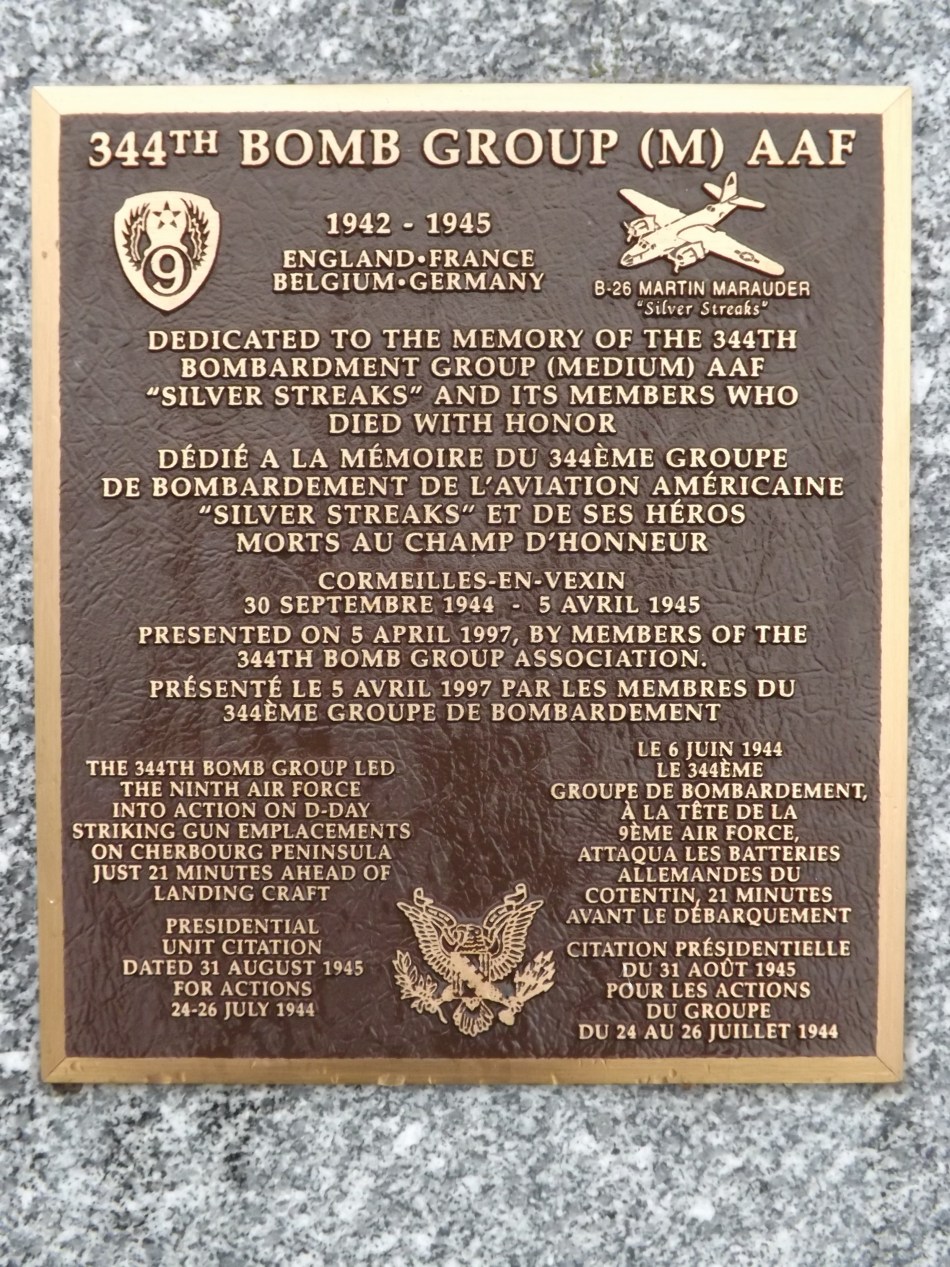 344TH BOMB GROUP (M) AAF
9
1942 - 1945
ENGLAND•FRANCE
BELGIUM•GERMANY
B-26 MARTIN MARAUDER
"Silver Streaks"
DEDICATED TO THE MEMORY OF THE 344TH
BOMBARDMENT GROUP (MEDIUM) AAF
"SILVER STREAKS" AND ITS MEMBERS WHO
DIED WITH HONOR
DÉDIÉ A LA MÉMOIRE DU 344ÈME GROUPE
DE BOMBARDEMENT DE L'AVIATION AMÉRICAINE
"SILVER STREAKS" ET DE SES HÉROS
MORTS AU CHAMP D'HONNEUR
CORMEILLES-EN-VEXIN
30 SEPTEMBRE 1944 - 5 AVRIL 1945
PRESENTED ON 5 APRIL 1997, BY MEMBERS OF THE
344TH BOMB GROUP ASSOCIATION.
PRÉSENTÉ LE 5 AVRIL 1997 PAR LES MEMBRES DU
344ÈME GROUPE DE BOMBARDEMENT
THE 344TH BOMB GROUP LED
THE NINTH AIR FORCE
INTO ACTION ON D-DAY
STRIKING GUN EMPLACEMENTS
ON CHERBOURG PENINSULA
JUST 21 MINUTES AHEAD OF
LANDING CRAFT
PRESIDENTIAL
UNIT CITATION
DATED 31 AUGUST 1945
FOR ACTIONS
24-26 JULY 1944
LE 6 JUIN 1944
LE 344ÈME
GROUPE DE BOMBARDEMENT,
À LA TÊTE DE LA
9ÈME AIR FORCE,
ATTAQUA LES BATTERIES
ALLEMANDES DU
COTENTIN, 21 MINUTES
AVANT LE DÉBARQUEMENT
CITATION PRÉSIDENTIELLE
DU 31 AOÛT 1945
POUR LES ACTIONS
DU GROUPE
DU 24 AU 26 JUILLET 1944